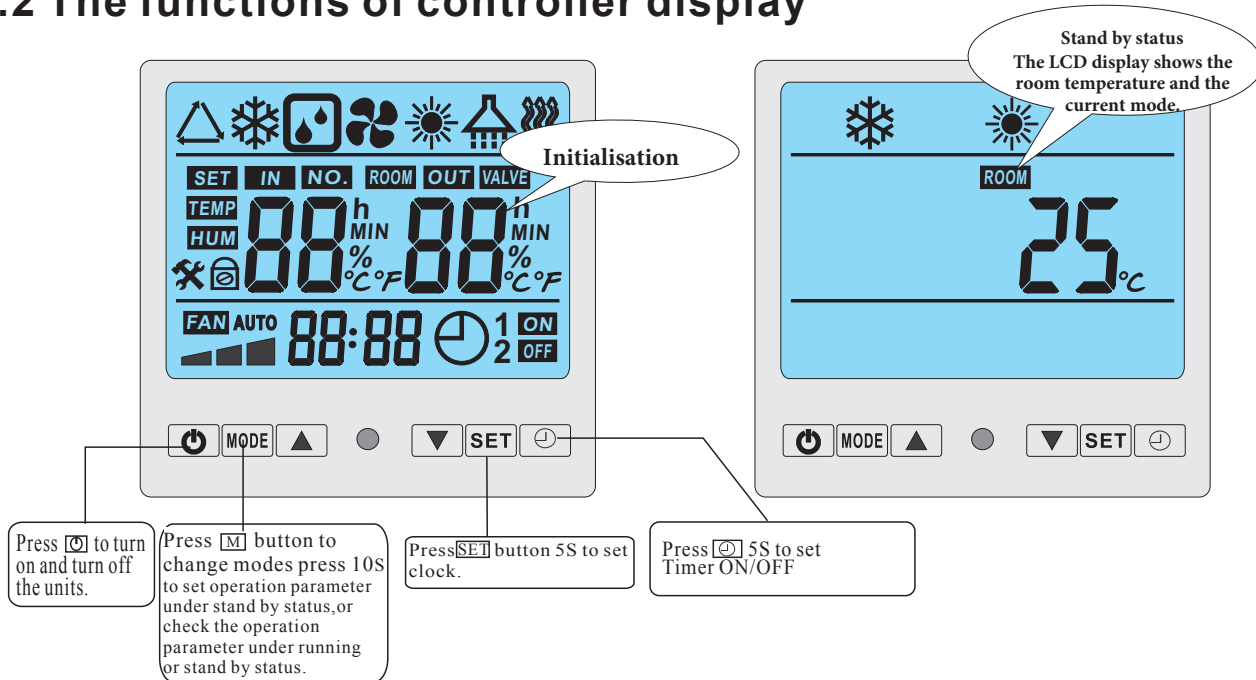 .2 The functions of controller display
Stand by status
The LCD display shows the
room temperature and the
current mode.
Initialisation
SET IN NO. ROOM OUT VALVE
TEMP
HUM
88 h MIN % °C °F 88 h MIN % °C °F
FAN AUTO 88:88 1 ON
2 OFF
ROOM
25 °C
MODE SET
MODE SET
Press to turn
on and turn off
the units.
Press M button to
change modes press 10S
to set operation parameter
under stand by status,or
check the operation
parameter under running
or stand by status.
Press SET button 5S to set
clock.
Press 5S to set
Timer ON/OFF